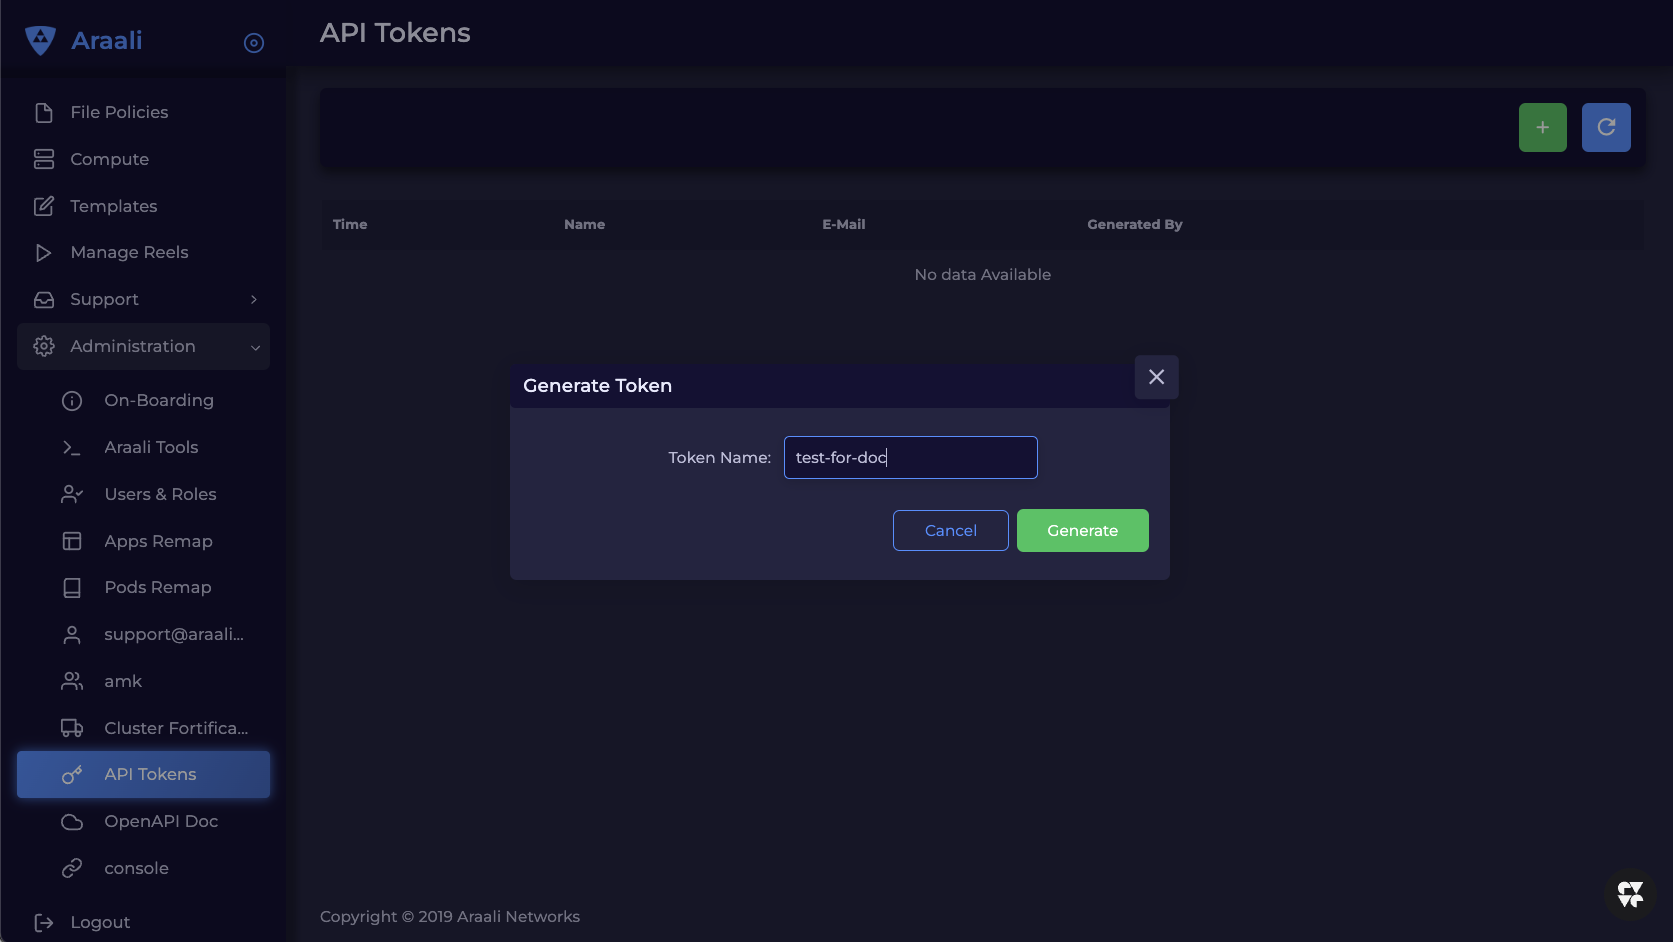 Araali
API Tokens
File Policies
Compute
Templates
Manage Reels
Support
Administration
On-Boarding
Araali Tools
Users & Roles
Apps Remap
Pods Remap
support@araali...
amk
Cluster Fortifica...
API Tokens
OpenAPI Doc
console
Logout
Time Name E-Mail Generated By
No data Available
Generate Token
Token Name: test-for-doc
Cancel Generate
Copyright © 2019 Araali Networks